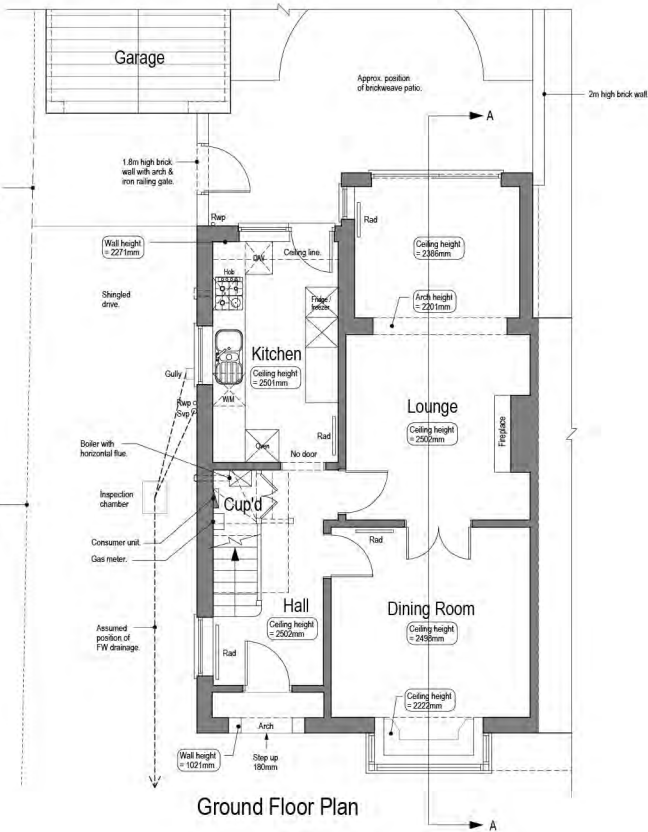 Garage
Approx. position
of brickweave patio.
2m high brick wall.
A
1.8m high brick
wall with arch &
iron railing gate.
Rwp
Rad
Wall height
= 2271mm
D/W
Ceiling line.
Ceiling height
= 2386mm
Hob
Shingled
drive.
Fridge /
freezer
Arch height
= 2201mm
Kitchen
Ceiling height
= 2501mm
Gully
W/M
Rwp
Svp
Lounge
Ceiling height
= 2502mm
Fireplace
Boiler with
horizontal flue.
Oven
Rad
No door
Inspection
chamber
Cup'd
Consumer unit.
Gas meter.
Rad
Hall
Ceiling height
= 2502mm
Dining Room
Ceiling height
= 2498mm
Assumed
position of
FW drainage.
Rad
Ceiling height
= 2222mm
Arch
Wall height
= 1021mm
Step up
180mm
Ground Floor Plan
A